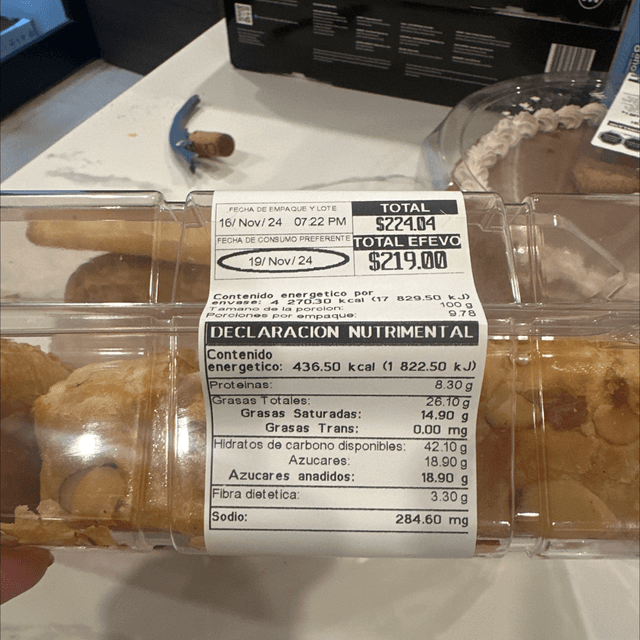 FECHA DE EMPAQUE Y LOTE
16/ Nov/ 24 07:22 PM
TOTAL
$224.04
FECHA DE CONSUMO PREFERENTE
19/ Nov/ 24
TOTAL EFEVO
$219.00
Contenido energetico por
envase: 4 270.30 kcal (17 829.50 kJ)
Tamano de la porcion: 100 g
Porciones por empaque: 9.78
DECLARACION NUTRIMENTAL
Contenido
energetico: 436.50 kcal (1 822.50 kJ)
Proteinas: 8.30 g
Grasas Totales: 26.10 g
Grasas Saturadas: 14.90 g
Grasas Trans: 0.00 mg
Hidratos de carbono disponibles: 42.10 g
Azucares: 18.90 g
Azucares anadidos: 18.90 g
Fibra dietetica: 3.30 g
Sodio: 284.60 mg